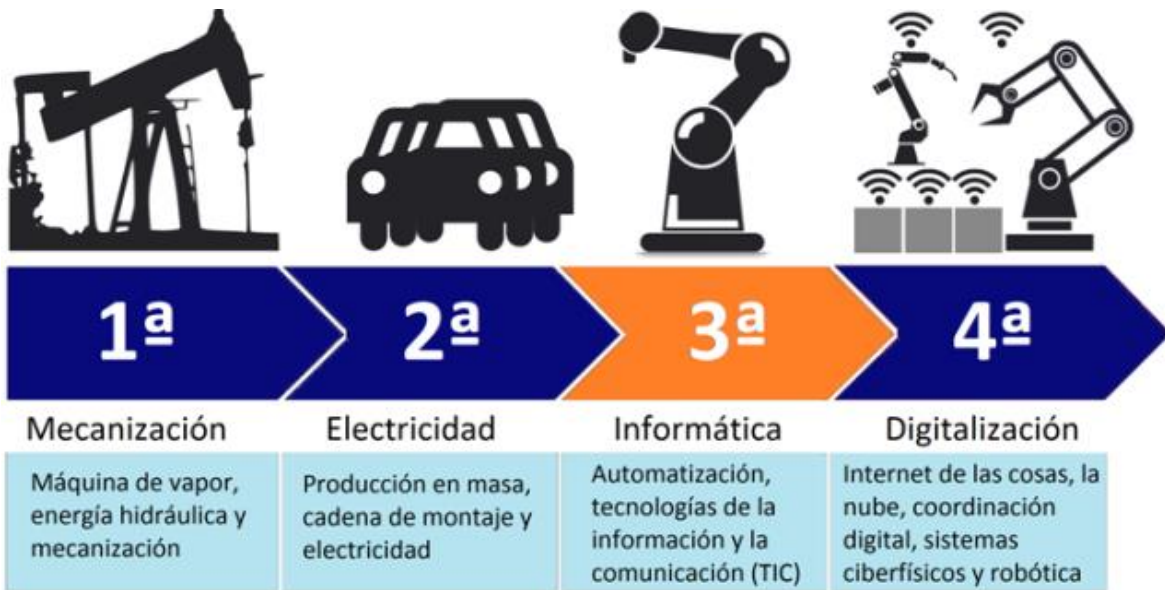 1ª
2ª
3ª
4ª
Mecanización
Electricidad
Informática
Digitalización
Máquina de vapor,
energía hidráulica y
mecanización
Producción en masa,
cadena de montaje y
electricidad
Automatización,
tecnologías de la
información y la
comunicación (TIC)
Internet de las cosas, la
nube, coordinación
digital, sistemas
ciberfísicos y robótica